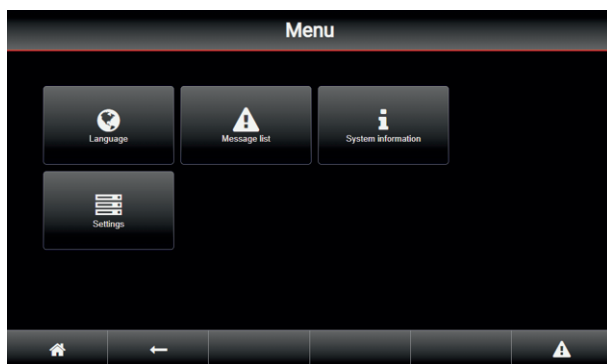 Menu
Language
Message list
System information
Settings